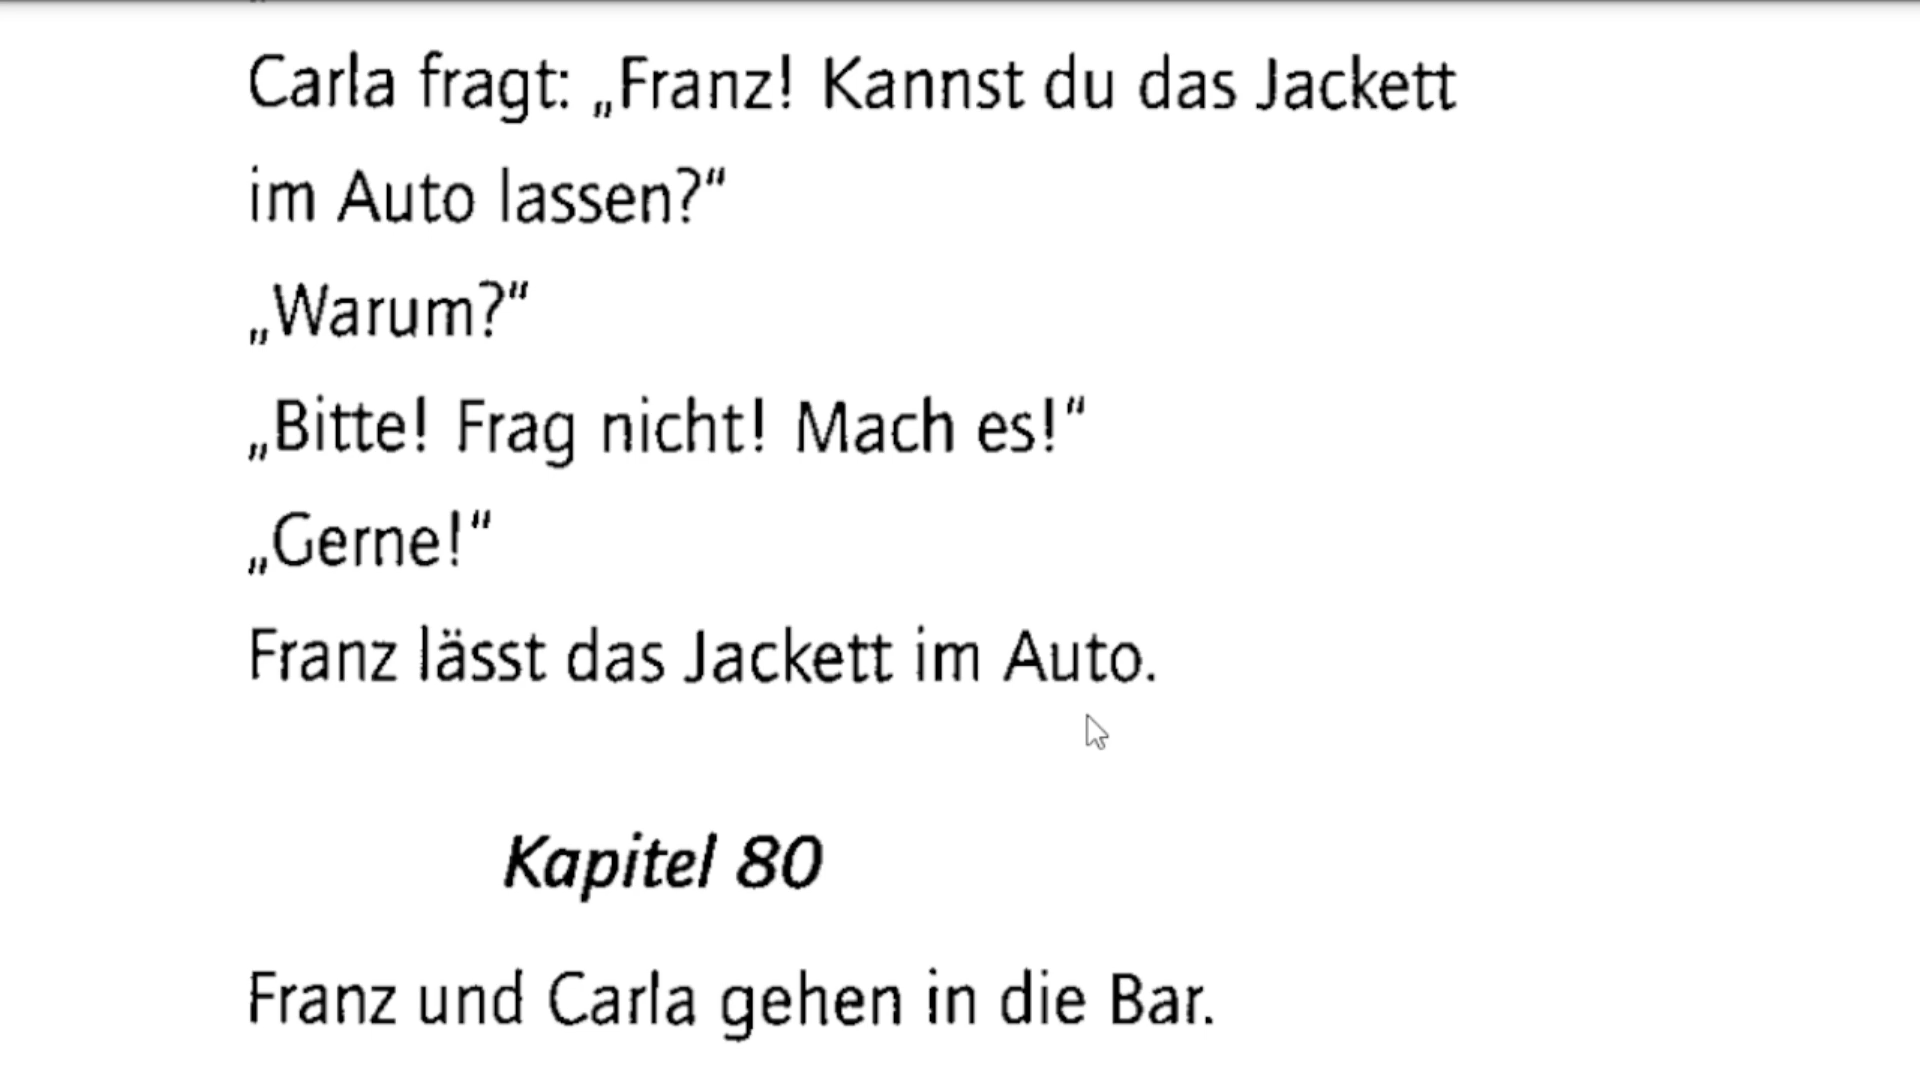 Carla fragt: „Franz! Kannst du das Jackett
im Auto lassen?“
„Warum?“
„Bitte! Frag nicht! Mach es!“
„Gerne!“
Franz lässt das Jackett im Auto.
Kapitel 80
Franz und Carla gehen in die Bar.